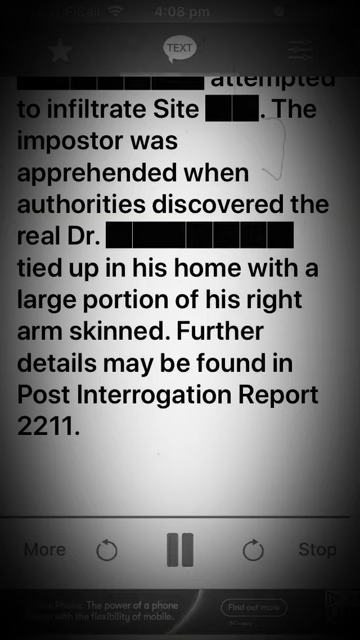 4:08 pm
TEXT
attempted
to infiltrate Site ██. The
impostor was
apprehended when
authorities discovered the
real Dr. ███████
tied up in his home with a
large portion of his right
arm skinned. Further
details may be found in
Post Interrogation Report
2211.
More
Stop
Phone. The power of a phone
with the flexibility of mobile.
Find out more